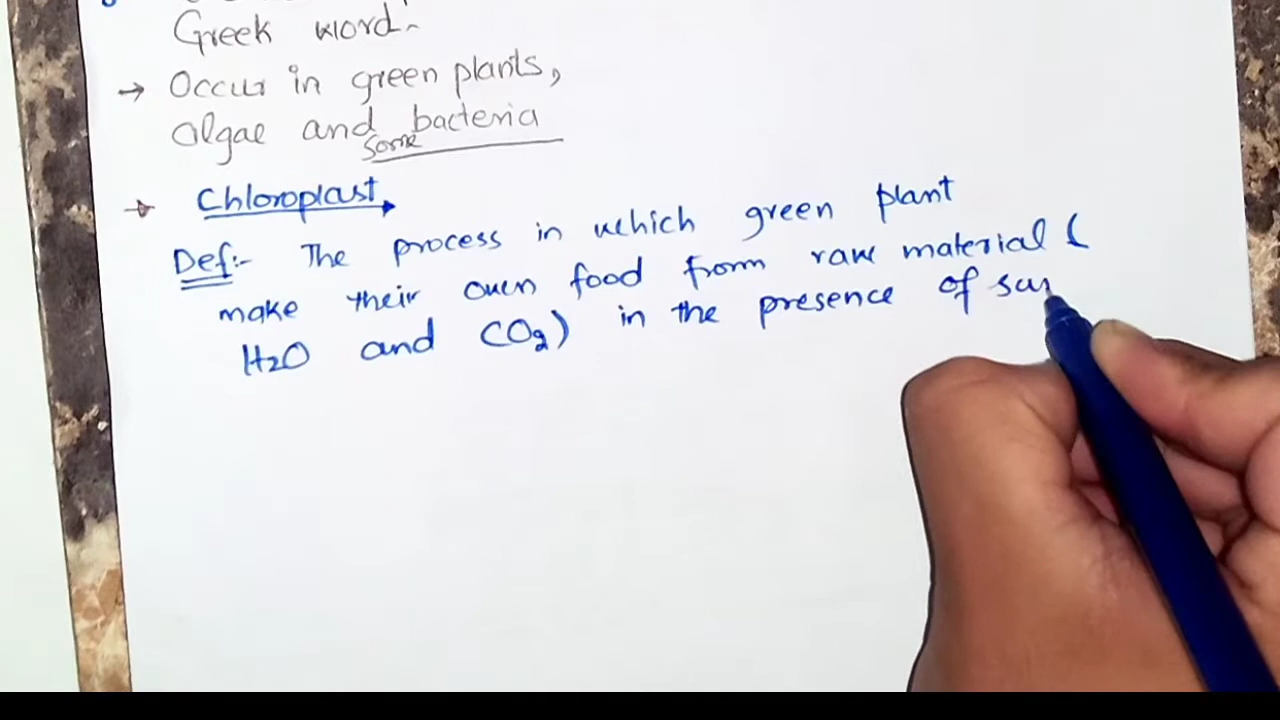 Greek word.
→ Occur in green plants,
algae and some bacteria
→ Chloroplast
Def:- The process in which green plant
make their own food from raw material (
H2O and CO2) in the presence of sun